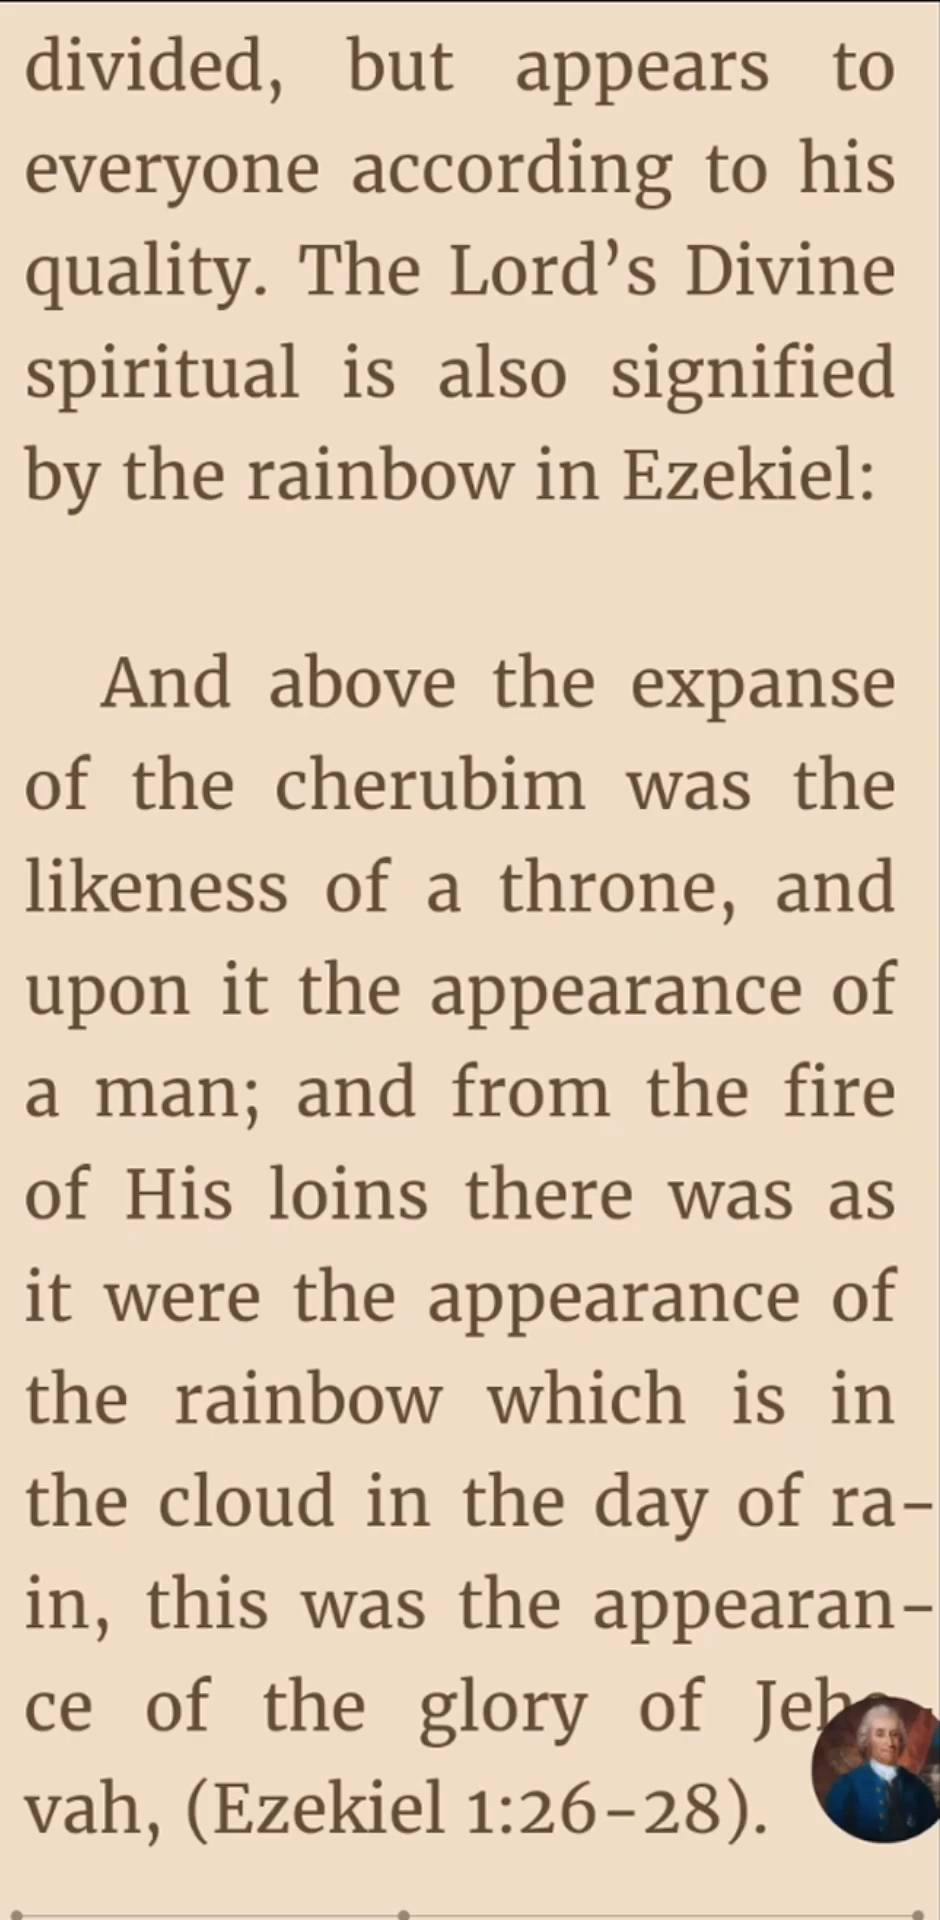 divided, but appears to
everyone according to his
quality. The Lord’s Divine
spiritual is also signified
by the rainbow in Ezekiel:
And above the expanse
of the cherubim was the
likeness of a throne, and
upon it the appearance of
a man; and from the fire
of His loins there was as
it were the appearance of
the rainbow which is in
the cloud in the day of ra-
in, this was the appearan-
ce of the glory of Jeho-
vah, (Ezekiel 1:26-28).